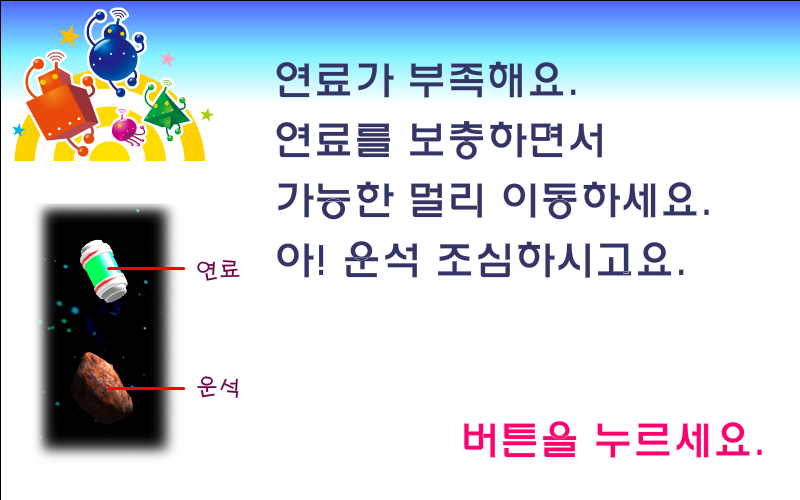 연료가 부족해요.
연료를 보충하면서
가능한 멀리 이동하세요.
아! 운석 조심하시고요.
연료
운석
버튼을 누르세요.